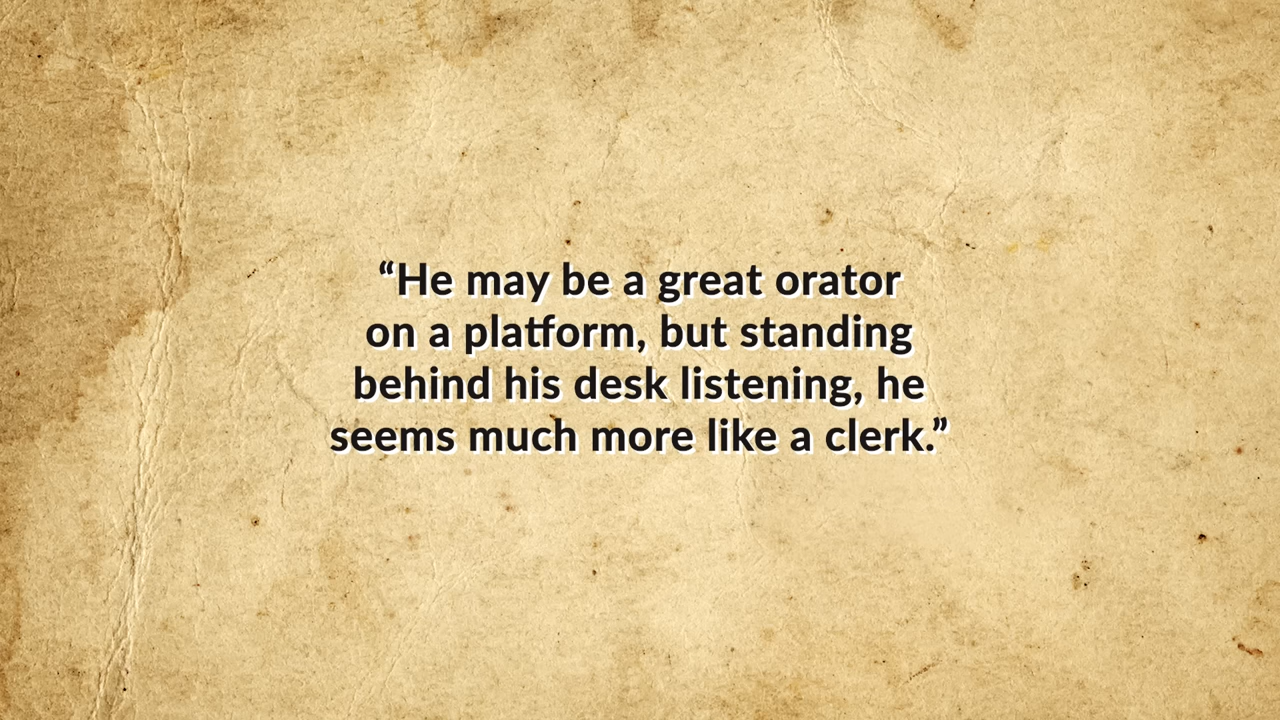 “He may be a great orator
on a platform, but standing
behind his desk listening, he
seems much more like a clerk.”